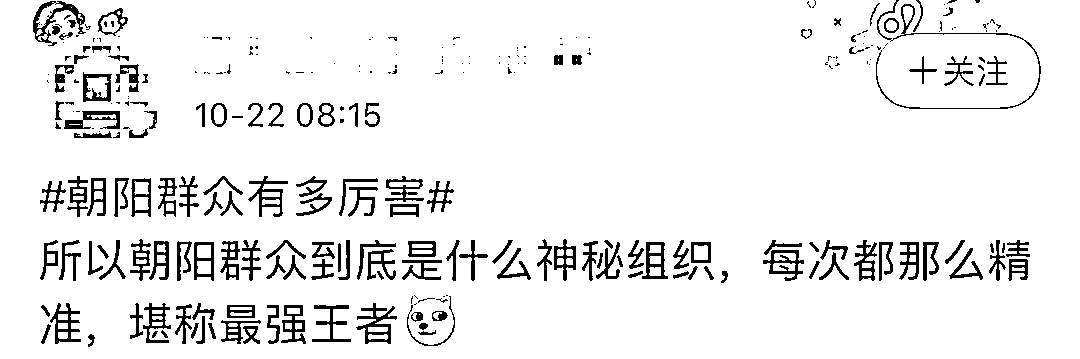 +关注
10-22 08:15
#朝阳群众有多厉害#
所以朝阳群众到底是什么神秘组织，每次都那么精
准，堪称最强王者